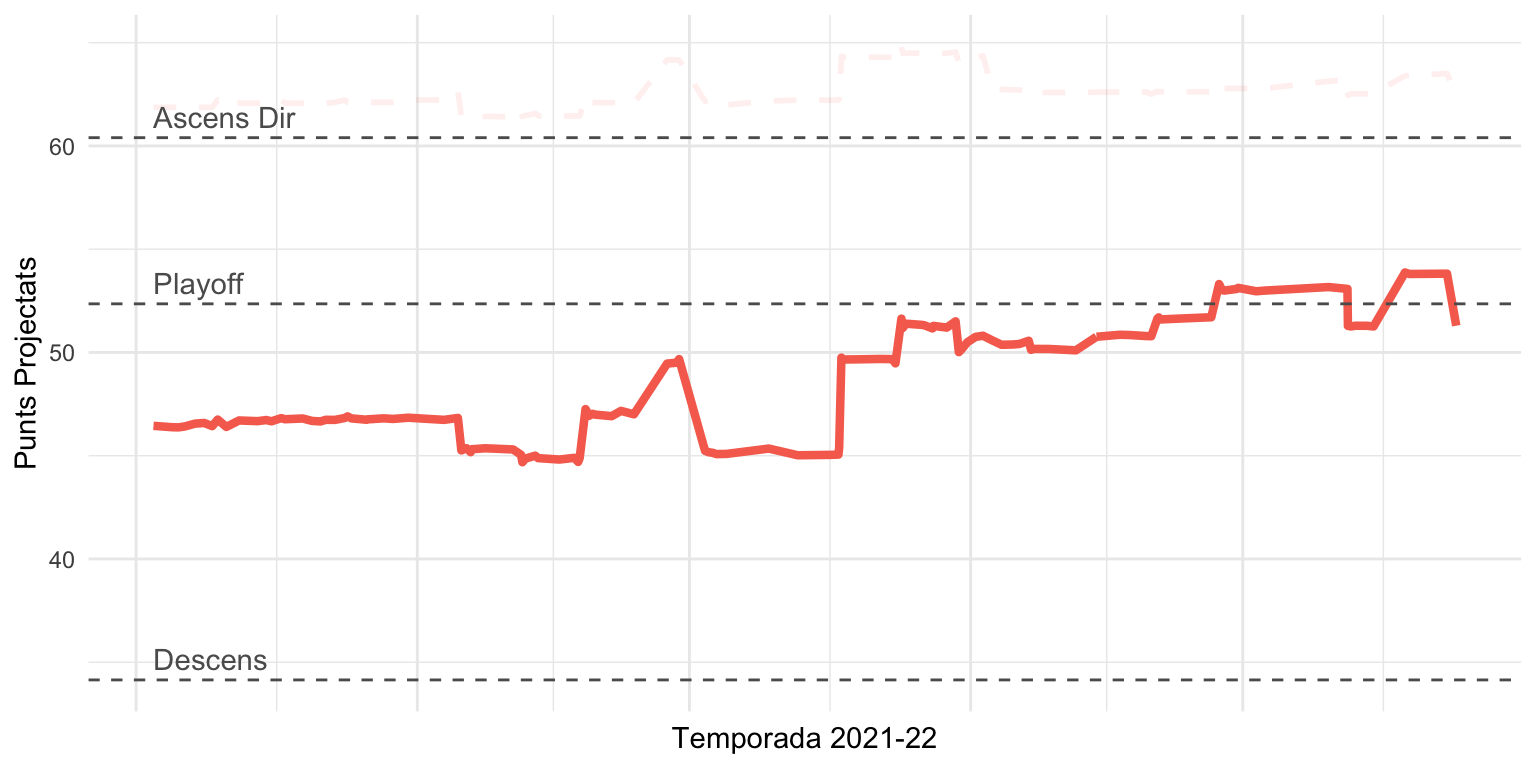 Ascens Dir
60
Playoff
50
40
Descens
Punts Projectats
Temporada 2021-22